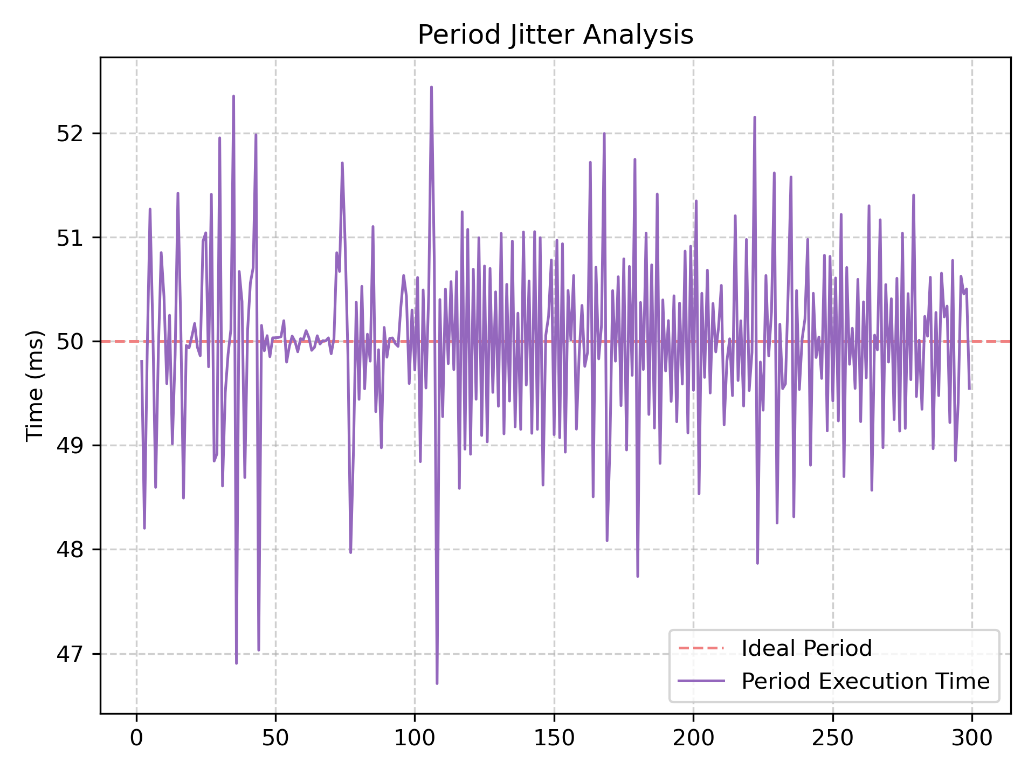 Period Jitter Analysis
Time (ms)
52
51
50
49
48
47
0 50 100 150 200 250 300
Ideal Period
Period Execution Time